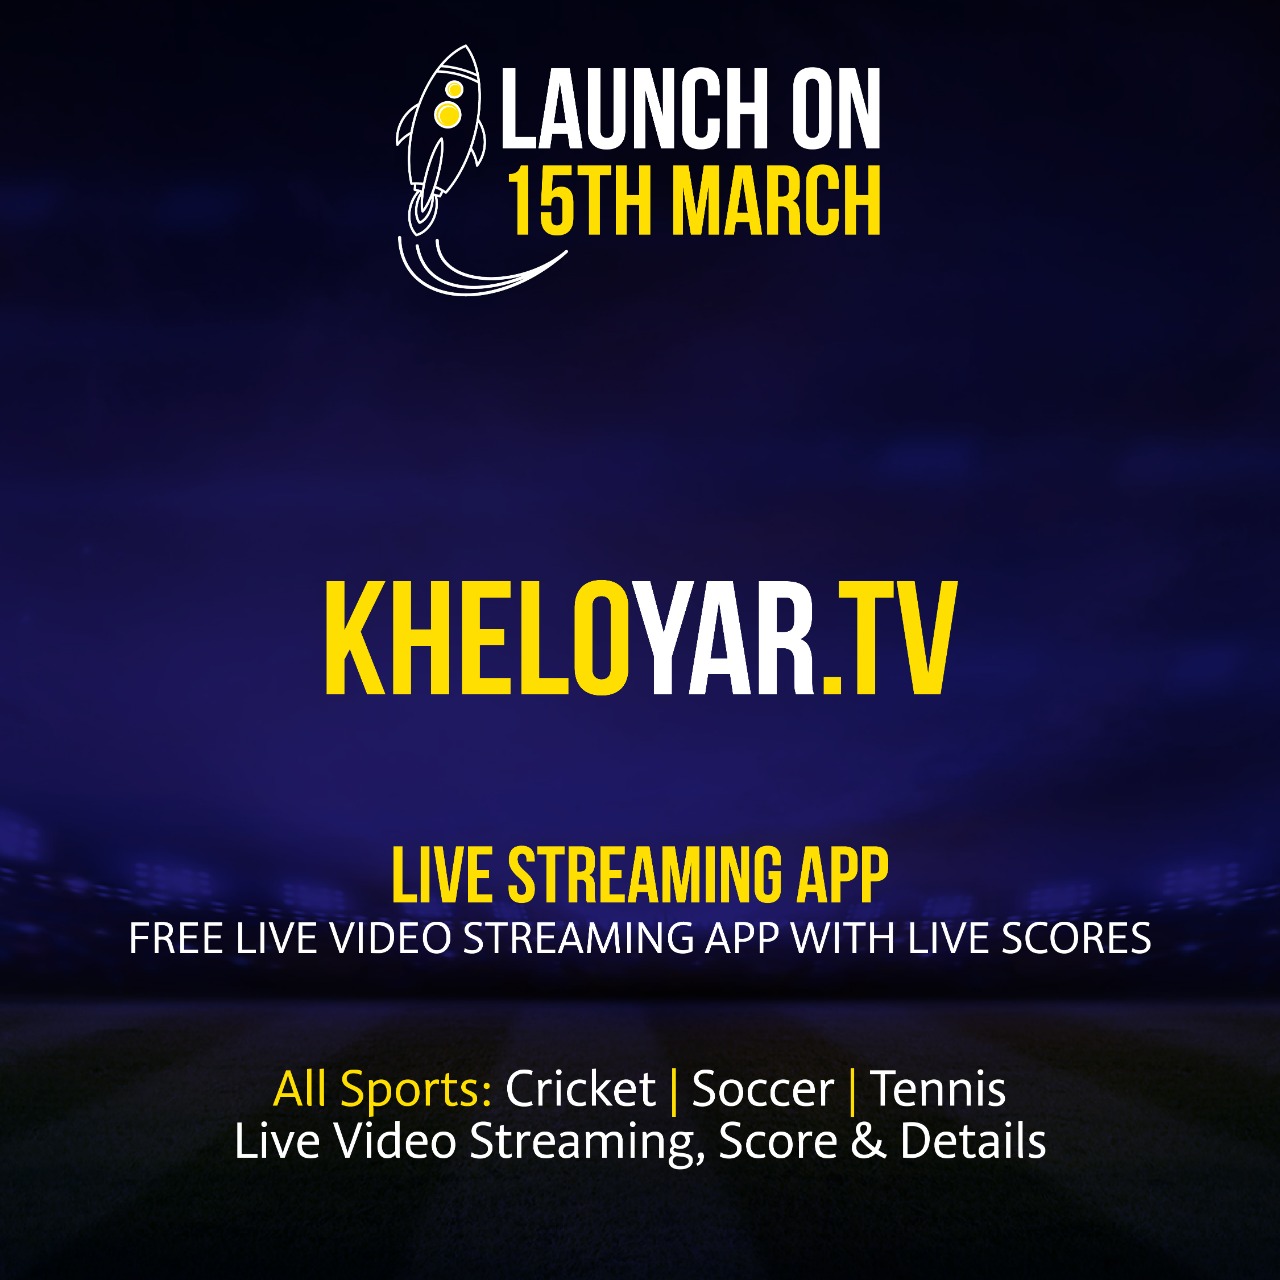 LAUNCH ON
15TH MARCH
KHELOYAR.TV
LIVE STREAMING APP
FREE LIVE VIDEO STREAMING APP WITH LIVE SCORES
All Sports: Cricket | Soccer | Tennis
Live Video Streaming, Score & Details